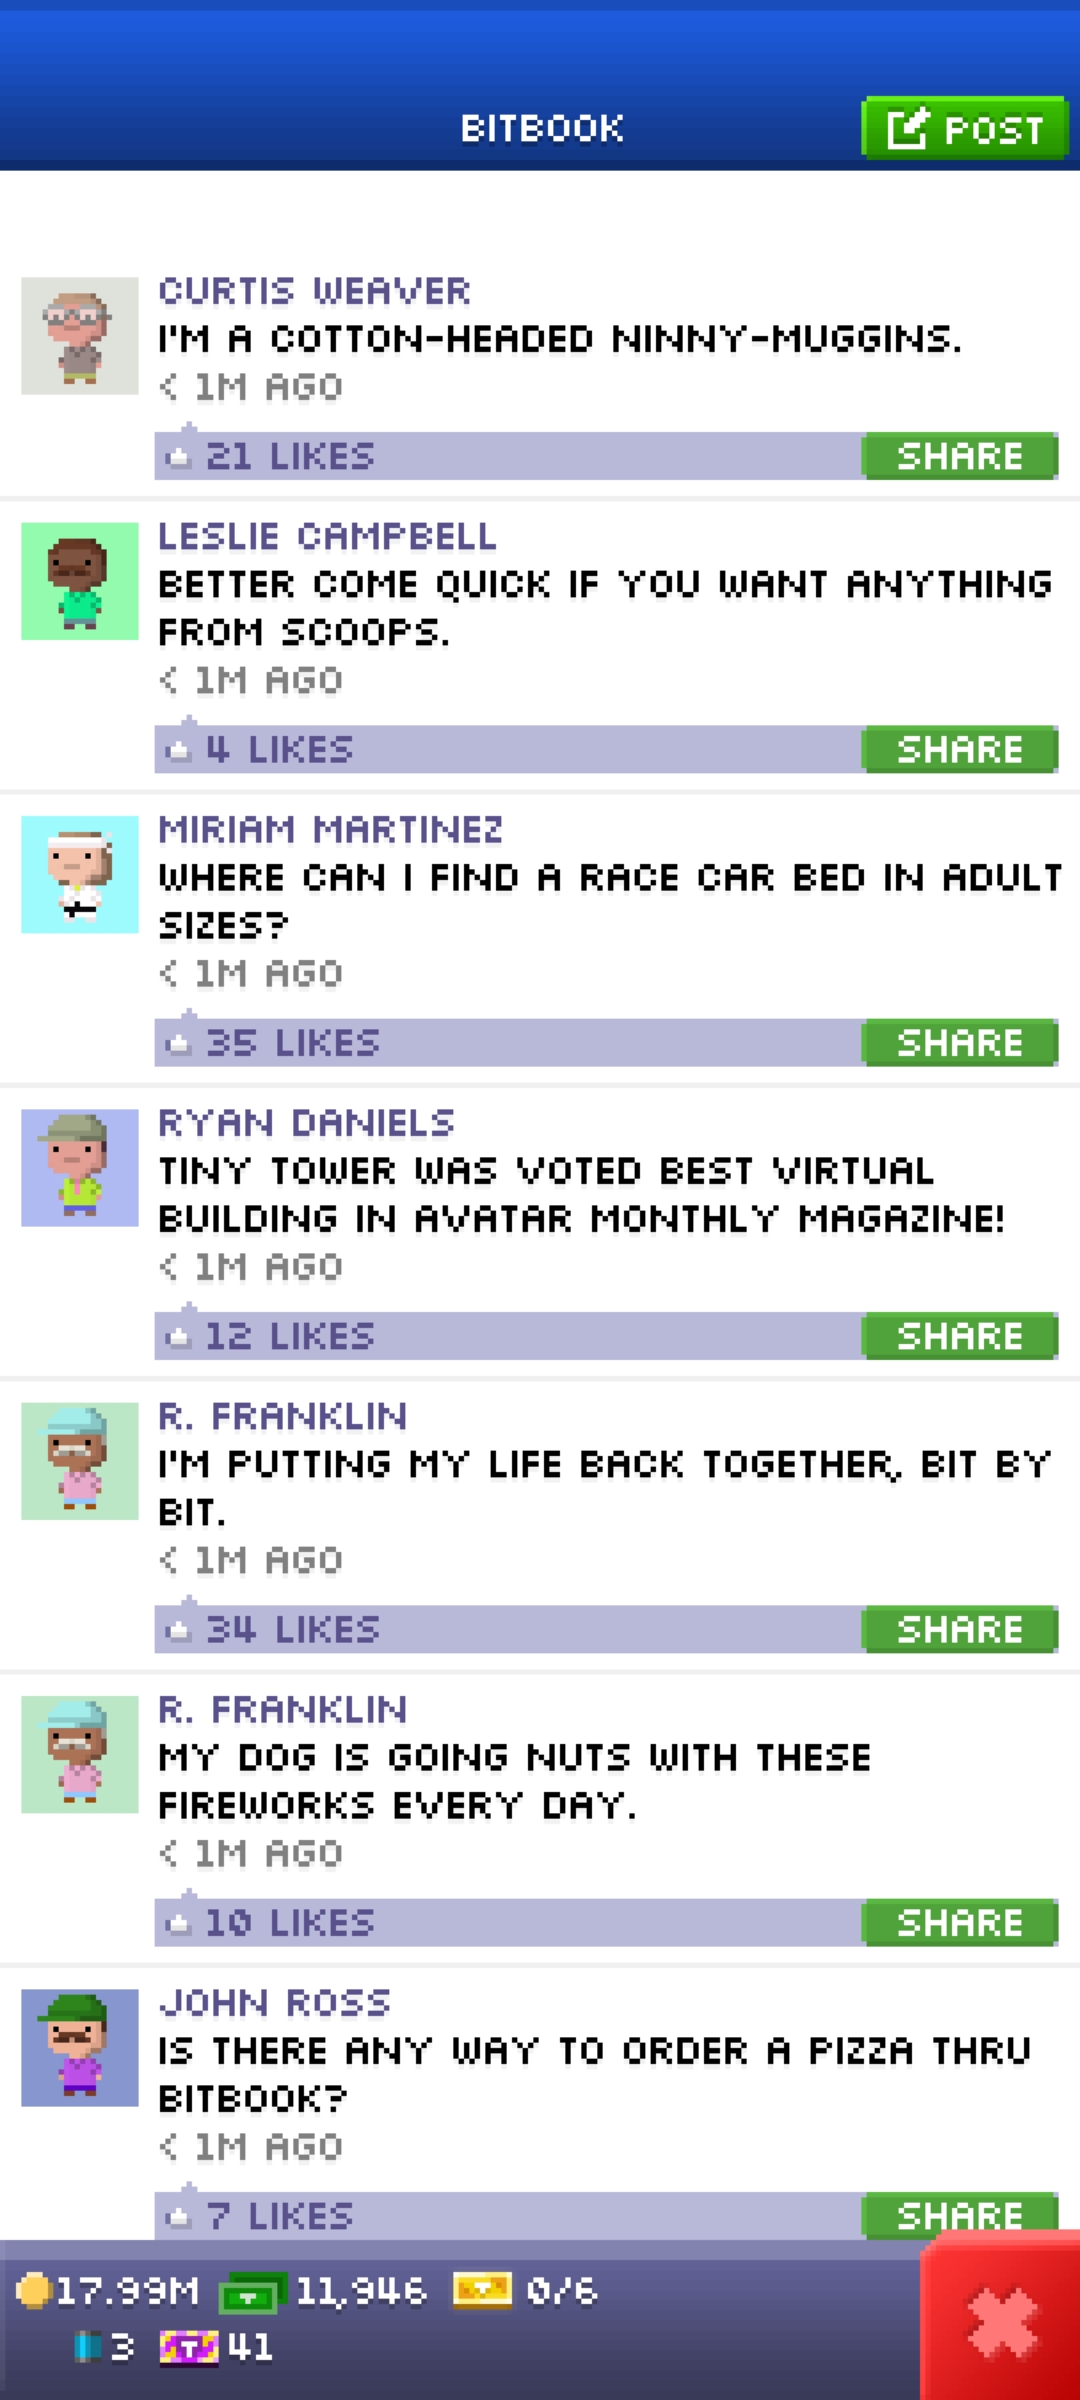 BITBOOK
POST
CURTIS WEAVER
I'M A COTTON-HEADED NINNY-MUGGINS.
< 1M AGO
21 LIKES
SHARE
LESLIE CAMPBELL
BETTER COME QUICK IF YOU WANT ANYTHING
FROM SCOOPS.
< 1M AGO
4 LIKES
SHARE
MIRIAM MARTINEZ
WHERE CAN I FIND A RACE CAR BED IN ADULT
SIZES?
< 1M AGO
35 LIKES
SHARE
RYAN DANIELS
TINY TOWER WAS VOTED BEST VIRTUAL
BUILDING IN AVATAR MONTHLY MAGAZINE!
< 1M AGO
12 LIKES
SHARE
R. FRANKLIN
I'M PUTTING MY LIFE BACK TOGETHER, BIT BY
BIT.
< 1M AGO
34 LIKES
SHARE
R. FRANKLIN
MY DOG IS GOING NUTS WITH THESE
FIREWORKS EVERY DAY.
< 1M AGO
10 LIKES
SHARE
JOHN ROSS
IS THERE ANY WAY TO ORDER A PIZZA THRU
BITBOOK?
< 1M AGO
7 LIKES
SHARE
17.99M 11,946 0/6
3 T 41